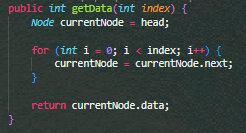 public int getData(int index) {
    Node currentNode = head;

    for (int i = 0; i < index; i++) {
        currentNode = currentNode.next;
    }

    return currentNode.data;
}